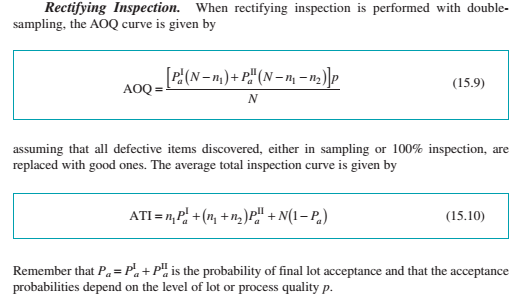 Rectifying Inspection. When rectifying inspection is performed with double-
sampling, the AOQ curve is given by
AOQ = [P_a^I (N − n_1) + P_a^II (N − n_1 − n_2)]p / N (15.9)
assuming that all defective items discovered, either in sampling or 100% inspection, are
replaced with good ones. The average total inspection curve is given by
ATI = n_1 P_a^I + (n_1 + n_2) P_a^II + N(1 − P_a) (15.10)
Remember that P_a = P_a^I + P_a^II is the probability of final lot acceptance and that the acceptance
probabilities depend on the level of lot or process quality p.